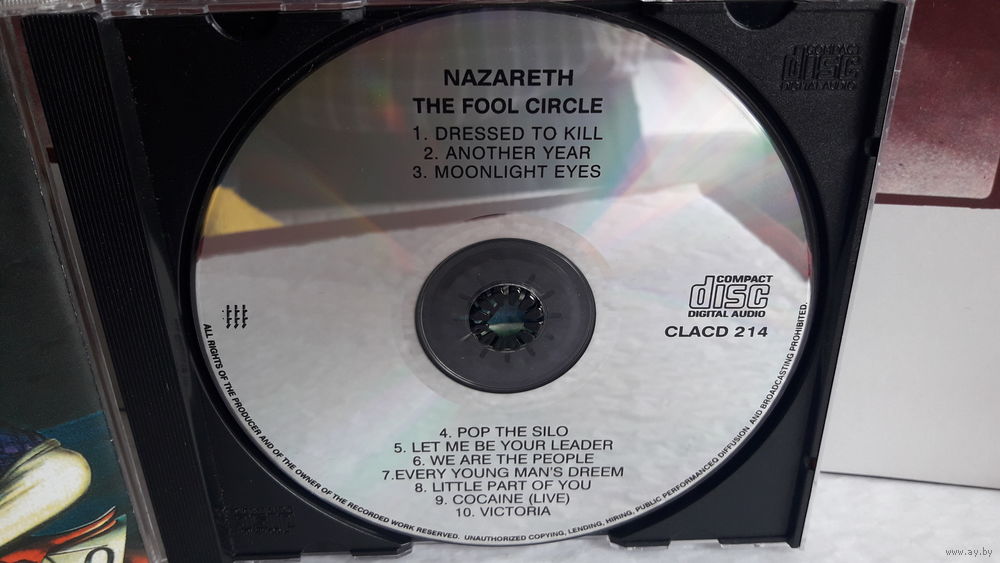 NAZARETH
THE FOOL CIRCLE
1. DRESSED TO KILL
2. ANOTHER YEAR
3. MOONLIGHT EYES
COMPACT
disc
DIGITAL AUDIO
COMPACT
disc
DIGITAL AUDIO
CLACD 214
4. POP THE SILO
5. LET ME BE YOUR LEADER
6. WE ARE THE PEOPLE
7.EVERY YOUNG MAN'S DREEM
8. LITTLE PART OF YOU
9. COCAINE (LIVE)
10. VICTORIA
ALL RIGHTS OF THE PRODUCER AND OF THE OWNER OF THE RECORDED WORK RESERVED. UNAUTHORIZED COPYING, LENDING, HIRING, PUBLIC PERFORMANCEQ DIFFUSION AND BROADCASTING PROHIBITED.
www.ay.by